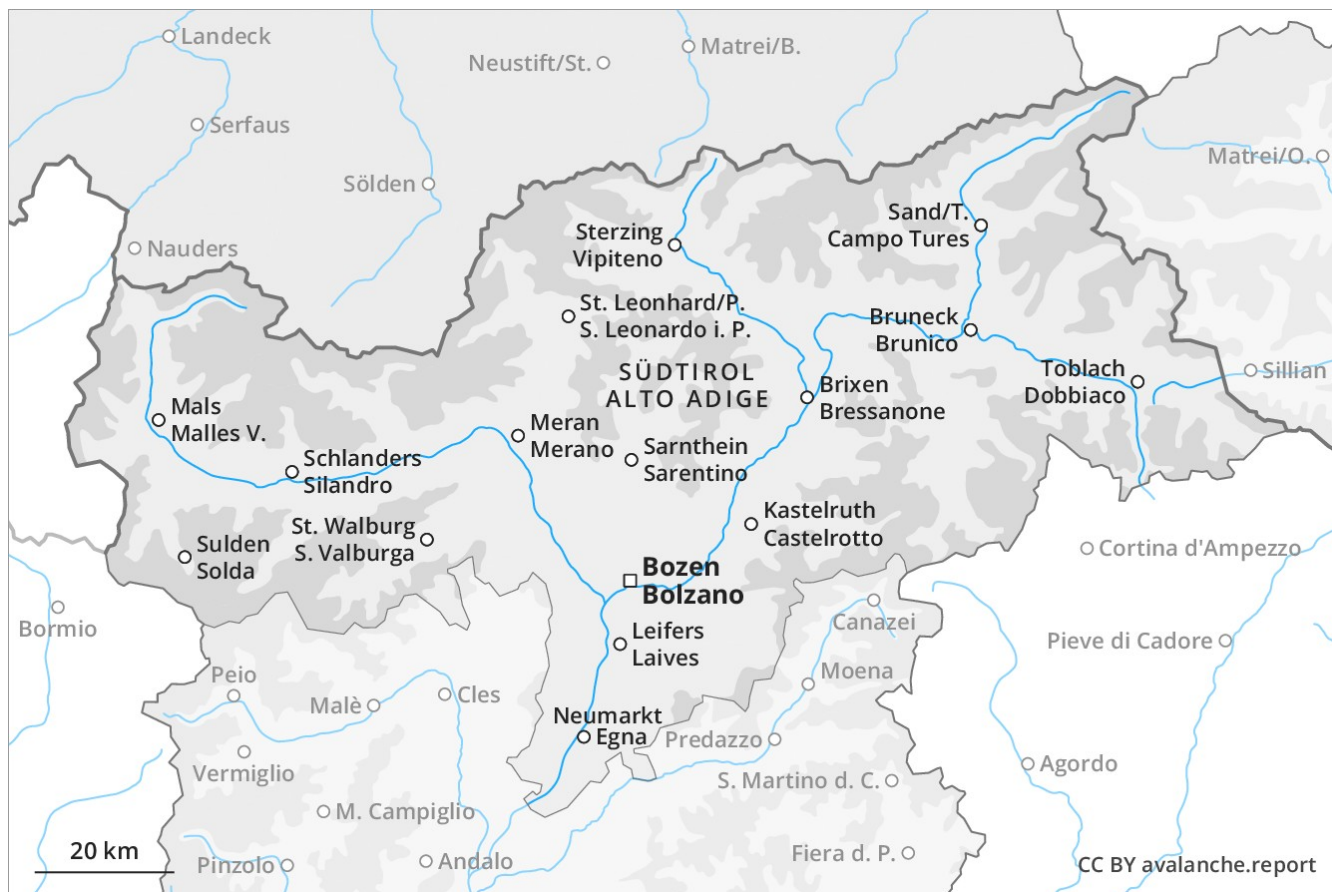 Landeck
Matrei/B.
Neustift/St.
Serfaus
Matrei/O.
Sölden
Sand/T.
Campo Tures
Sterzing
Vipiteno
Nauders
St. Leonhard/P.
S. Leonardo i. P.
Bruneck
Brunico
SÜDTIROL
ALTO ADIGE
Toblach
Dobbiaco
Sillian
Brixen
Bressanone
Mals
Malles V.
Meran
Merano
Sarnthein
Sarentino
Schlanders
Silandro
Kastelruth
Castelrotto
St. Walburg
S. Valburga
Sulden
Solda
Cortina d'Ampezzo
Bozen
Bolzano
Bormio
Canazei
Leifers
Laives
Pieve di Cadore
Peio
Moena
Malè
Cles
Neumarkt
Egna
Predazzo
Vermiglio
Agordo
S. Martino d. C.
M. Campiglio
20 km
Pinzolo
Andalo
Fiera d. P.
CC BY avalanche.report